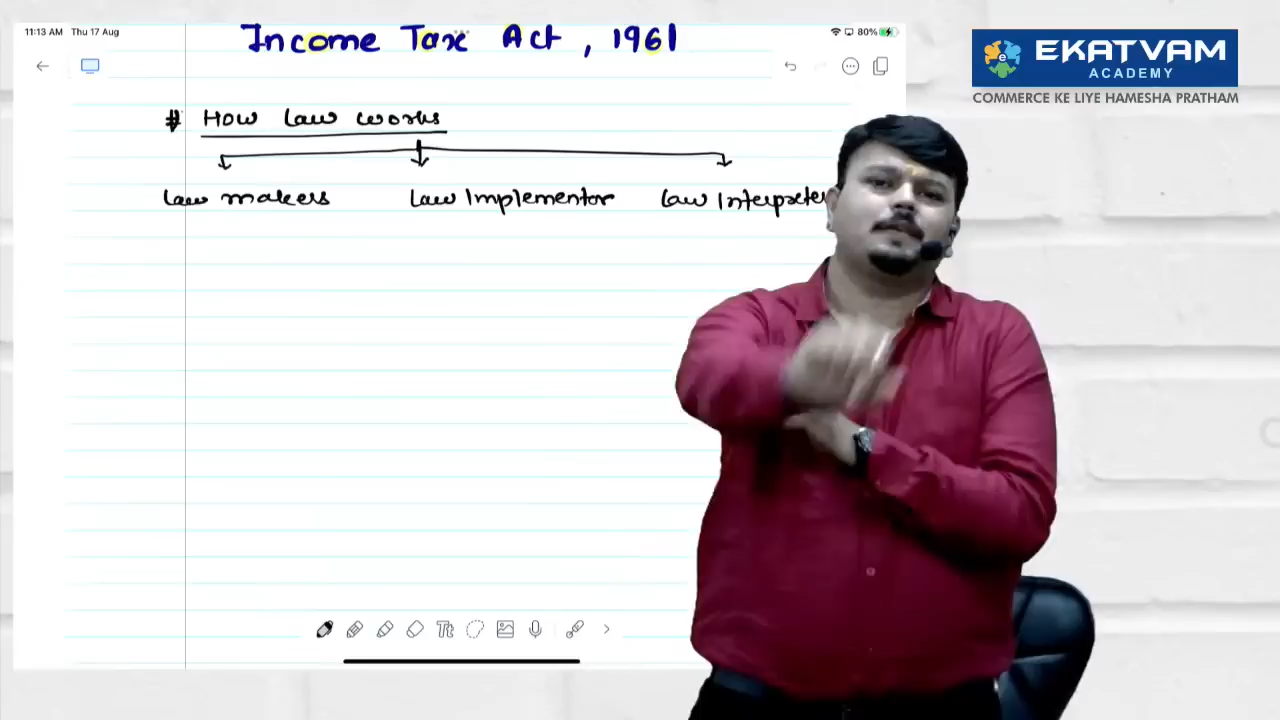 11:13 AM Thu 17 Aug
80%
Income Tax Act, 1961
EKATVAM
ACADEMY
COMMERCE KE LIYE HAMESHA PRATHAM
# How Law works
Law makers Law Implementor Law Interpreter
Tt